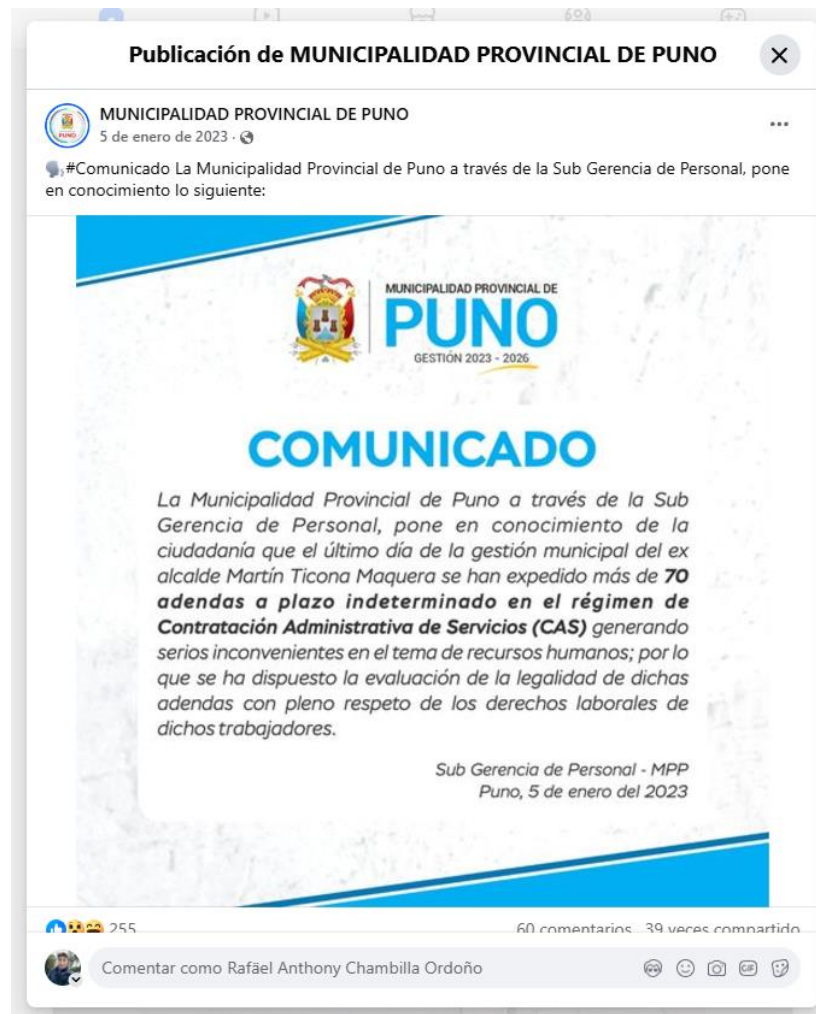 Publicación de MUNICIPALIDAD PROVINCIAL DE PUNO
MUNICIPALIDAD PROVINCIAL DE PUNO
5 de enero de 2023 ·
#Comunicado La Municipalidad Provincial de Puno a través de la Sub Gerencia de Personal, pone
en conocimiento lo siguiente:
MUNICIPALIDAD PROVINCIAL DE
PUNO
GESTIÓN 2023 - 2026
COMUNICADO
La Municipalidad Provincial de Puno a través de la Sub
Gerencia de Personal, pone en conocimiento de la
ciudadanía que el último día de la gestión municipal del ex
alcalde Martín Ticona Maquera se han expedido más de 70
adendas a plazo indeterminado en el régimen de
Contratación Administrativa de Servicios (CAS) generando
serios inconvenientes en el tema de recursos humanos; por lo
que se ha dispuesto la evaluación de la legalidad de dichas
adendas con pleno respeto de los derechos laborales de
dichos trabajadores.
Sub Gerencia de Personal - MPP
Puno, 5 de enero del 2023
255
60 comentarios 39 veces compartido
Comentar como Rafäel Anthony Chambilla Ordoño
GIF